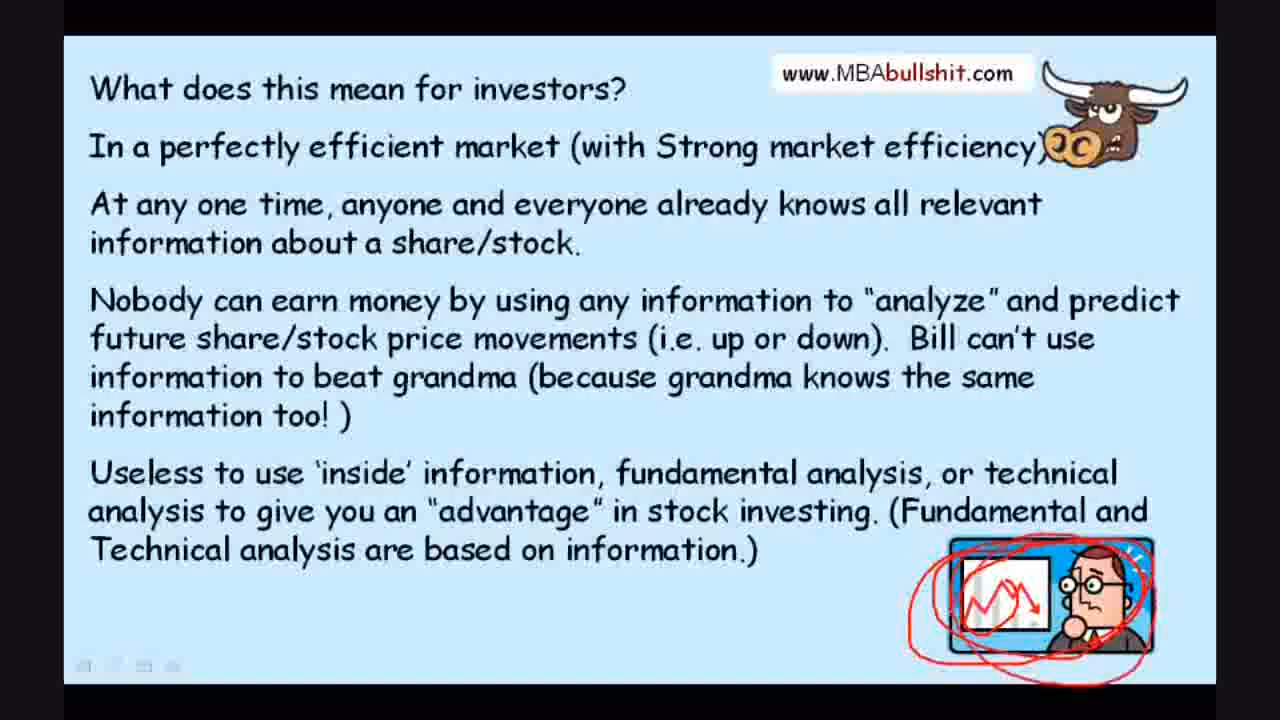 www.MBAbullshit.com
What does this mean for investors?
In a perfectly efficient market (with Strong market efficiency)
At any one time, anyone and everyone already knows all relevant
information about a share/stock.
Nobody can earn money by using any information to “analyze” and predict
future share/stock price movements (i.e. up or down).  Bill can’t use
information to beat grandma (because grandma knows the same
information too! )
Useless to use ‘inside’ information, fundamental analysis, or technical
analysis to give you an “advantage” in stock investing. (Fundamental and
Technical analysis are based on information.)